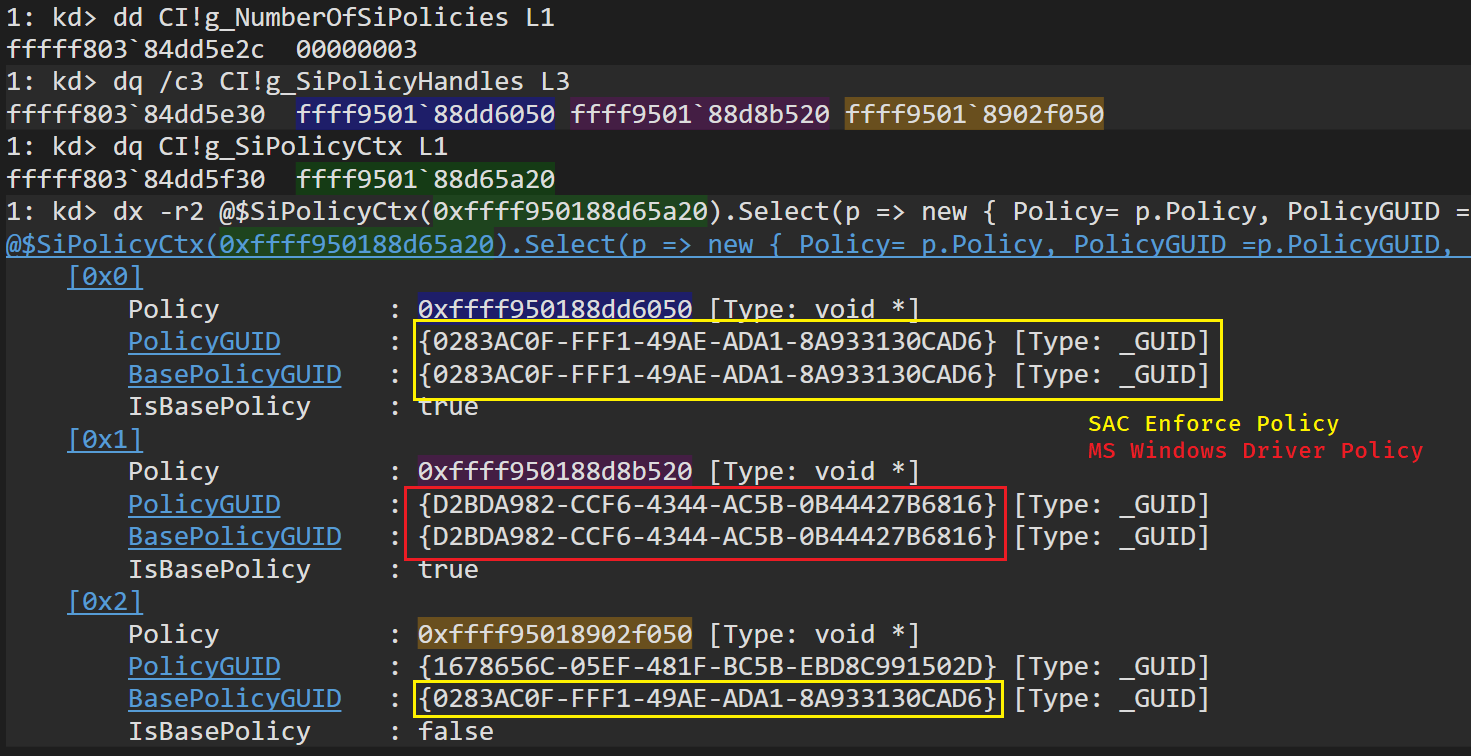 1: kd> dd CI!g_NumberOfSiPolicies L1
fffff803`84dd5e2c  00000003
1: kd> dq /c3 CI!g_SiPolicyHandles L3
fffff803`84dd5e30  ffff9501`88dd6050 ffff9501`88d8b520 ffff9501`8902f050
1: kd> dq CI!g_SiPolicyCtx L1
fffff803`84dd5f30  ffff9501`88d65a20
1: kd> dx -r2 @$SiPolicyCtx(0xffff950188d65a20).Select(p => new { Policy= p.Policy, PolicyGUID =
@$SiPolicyCtx(0xffff950188d65a20).Select(p => new { Policy= p.Policy, PolicyGUID =p.PolicyGUID,
[0x0]
Policy : 0xffff950188dd6050 [Type: void *]
PolicyGUID : {0283AC0F-FFF1-49AE-ADA1-8A933130CAD6} [Type: _GUID]
BasePolicyGUID : {0283AC0F-FFF1-49AE-ADA1-8A933130CAD6} [Type: _GUID]
IsBasePolicy : true
SAC Enforce Policy
[0x1]
MS Windows Driver Policy
Policy : 0xffff950188d8b520 [Type: void *]
PolicyGUID : {D2BDA982-CCF6-4344-AC5B-0B44427B6816} [Type: _GUID]
BasePolicyGUID : {D2BDA982-CCF6-4344-AC5B-0B44427B6816} [Type: _GUID]
IsBasePolicy : true
[0x2]
Policy : 0xffff95018902f050 [Type: void *]
PolicyGUID : {1678656C-05EF-481F-BC5B-EBD8C991502D} [Type: _GUID]
BasePolicyGUID : {0283AC0F-FFF1-49AE-ADA1-8A933130CAD6} [Type: _GUID]
IsBasePolicy : false